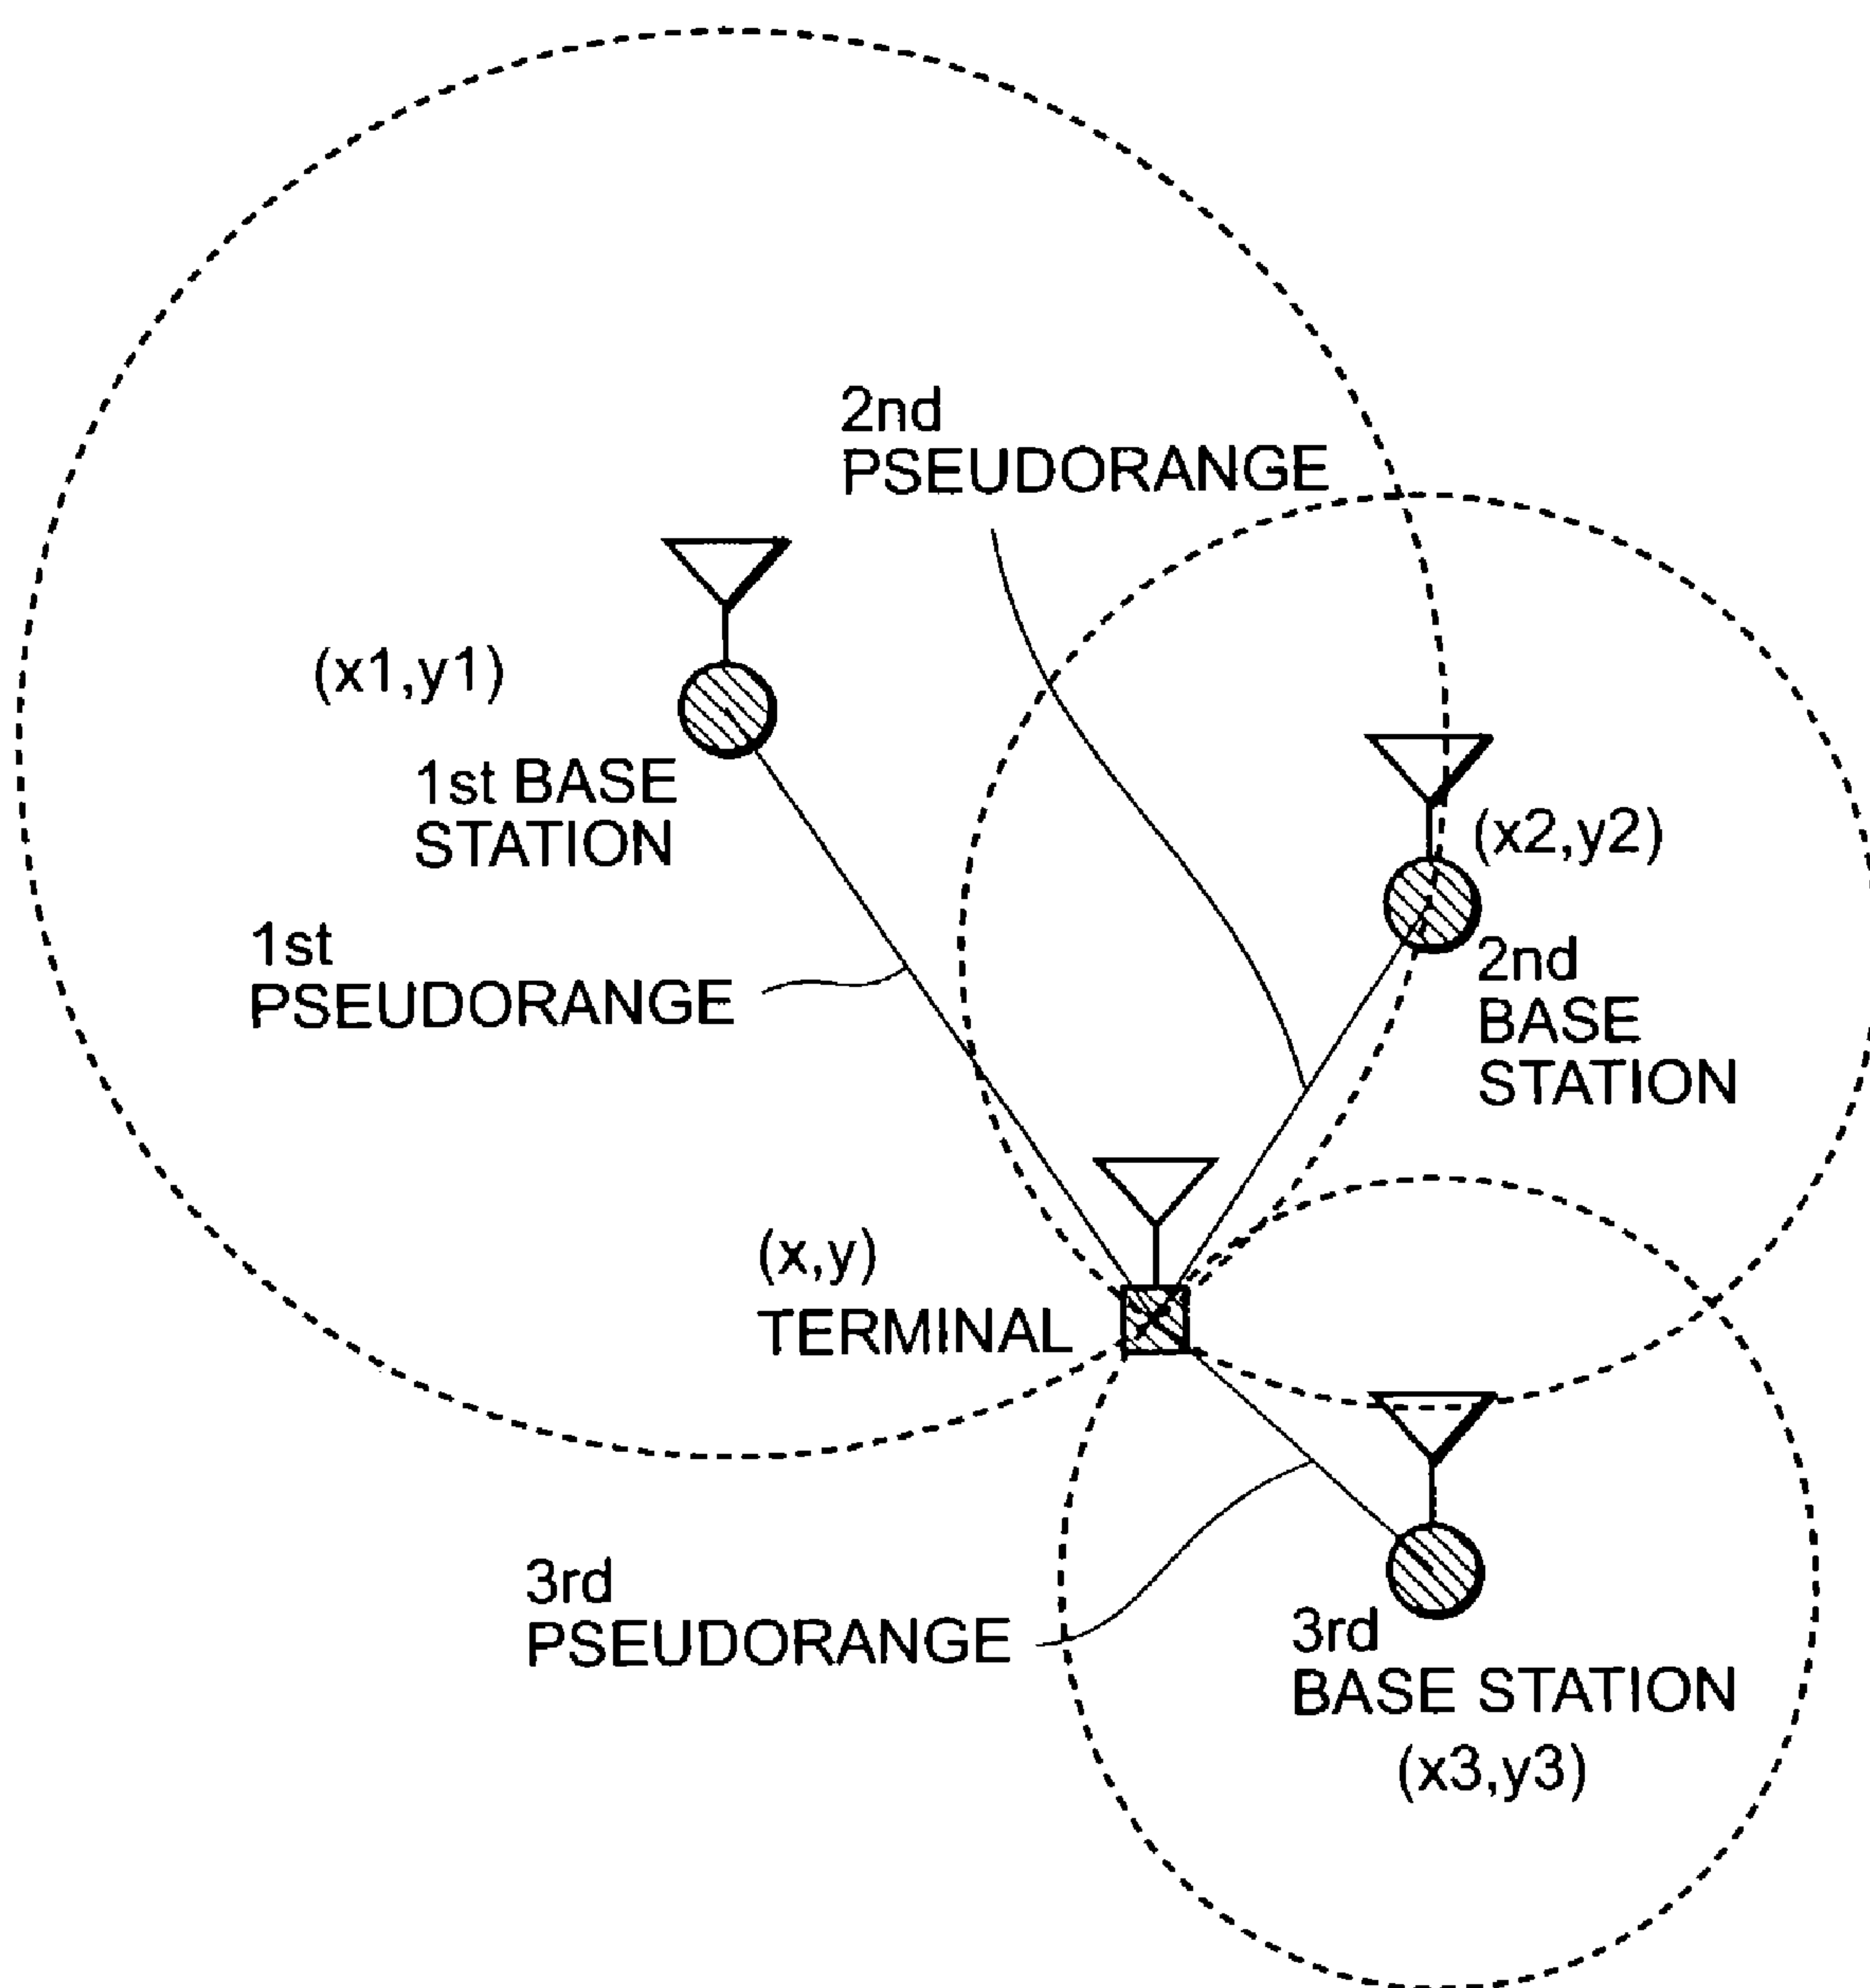 2nd
PSEUDORANGE
(x1,y1)
1st BASE
STATION
(x2,y2)
1st
PSEUDORANGE
2nd
BASE
STATION
(x,y)
TERMINAL
3rd
PSEUDORANGE
3rd
BASE STATION
(x3,y3)